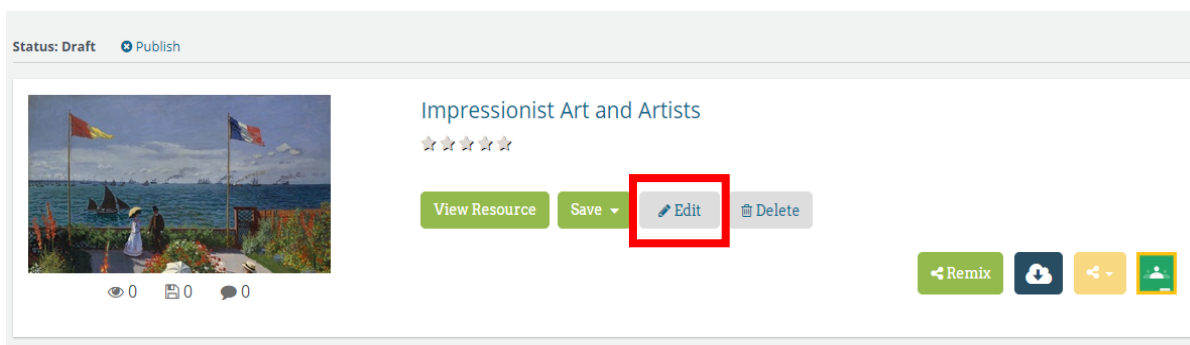 Status: Draft Publish
Impressionist Art and Artists
View Resource Save Edit Delete
Remix
0 0 0